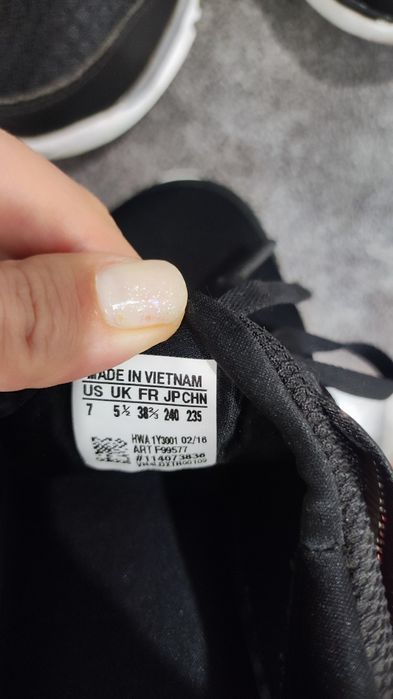 MADE IN VIETNAM
US UK FR JP CHN
7 5½ 38⅔ 240 235
HWA 1Y3001 02/16
ART F99577
#114073838